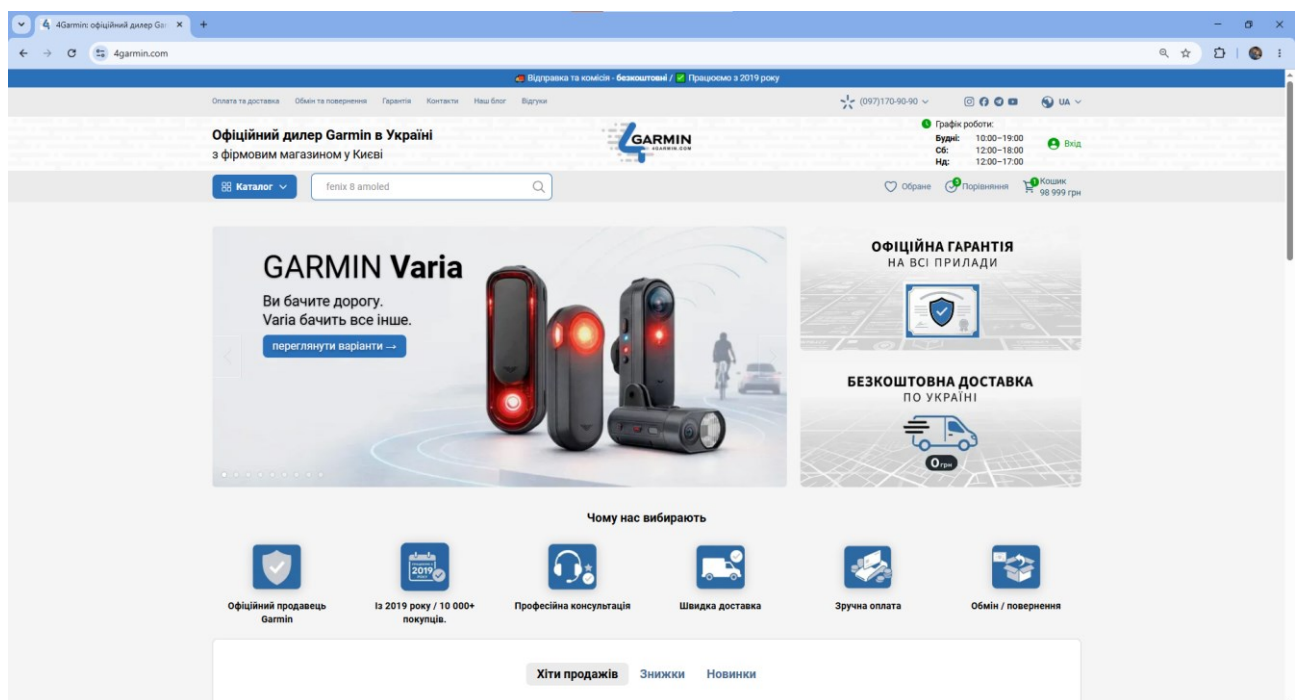 4Garmin: офіційний дилер Gar
4garmin.com
Відправка та комісія - безкоштовні / Працюємо з 2019 року
Оплата та доставка Обмін та повернення Гарантія Контакти Наш блог Відгуки
(097)170-90-90
UA
Офіційний дилер Garmin в Україні
з фірмовим магазином у Києві
4GARMIN
4GARMIN.COM
Графік роботи:
Будні: 10:00–19:00
Сб: 12:00–18:00
Нд: 12:00–17:00
Вхід
Каталог
fenix 8 amoled
Обране
Порівняння
Кошик
98 999 грн
GARMIN Varia
Ви бачите дорогу.
Varia бачить все інше.
переглянути варіанти →
ОФІЦІЙНА ГАРАНТІЯ
НА ВСІ ПРИЛАДИ
БЕЗКОШТОВНА ДОСТАВКА
ПО УКРАЇНІ
0 грн
Чому нас вибирають
2019
Офіційний продавець
Garmin
Із 2019 року / 10 000+
покупців.
Професійна консультація
Швидка доставка
Зручна оплата
Обмін / повернення
Хіти продажів Знижки Новинки